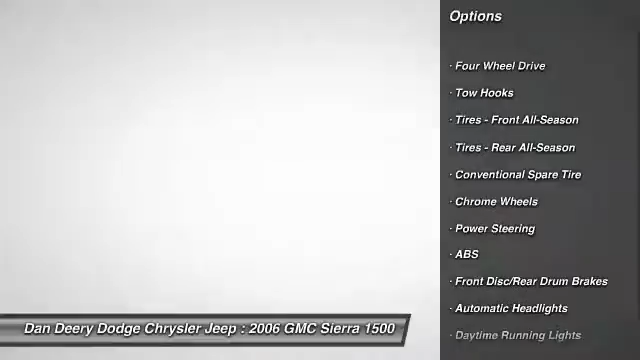 Options
· Four Wheel Drive
· Tow Hooks
· Tires - Front All-Season
· Tires - Rear All-Season
· Conventional Spare Tire
· Chrome Wheels
· Power Steering
· ABS
· Front Disc/Rear Drum Brakes
· Automatic Headlights
· Daytime Running Lights
Dan Deery Dodge Chrysler Jeep : 2006 GMC Sierra 1500